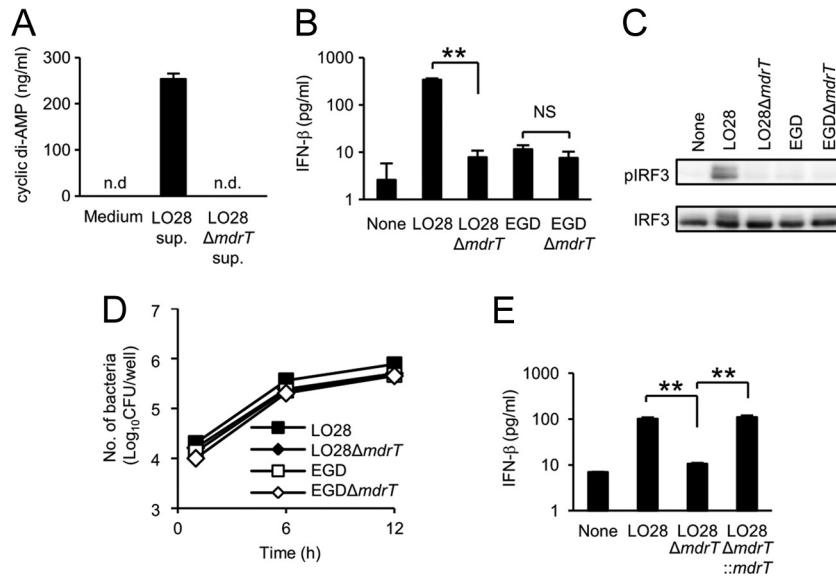 A
cyclic di-AMP (ng/ml)
300
200
100
0
n.d
n.d.
Medium
LO28
sup.
LO28
ΔmdrT
sup.
B
IFN-β (pg/ml)
1000
100
10
1
**
NS
None
LO28
LO28
ΔmdrT
EGD
EGD
ΔmdrT
C
None
LO28
LO28ΔmdrT
EGD
EGDΔmdrT
pIRF3
IRF3
D
No. of bacteria
(Log10CFU/well)
7
6
5
4
3
0
6
12
Time (h)
LO28
LO28ΔmdrT
EGD
EGDΔmdrT
E
IFN-β (pg/ml)
1000
100
10
1
**
**
None
LO28
LO28
ΔmdrT
LO28
ΔmdrT
::mdrT